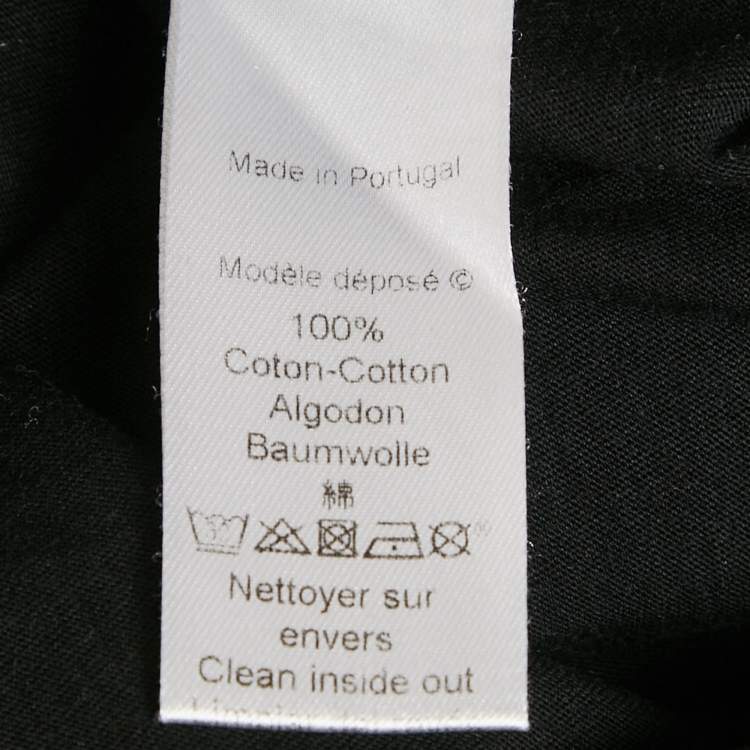 Made in Portugal
Modèle déposé ©
100%
Coton-Cotton
Algodon
Baumwolle
綿
Nettoyer sur
envers
Clean inside out